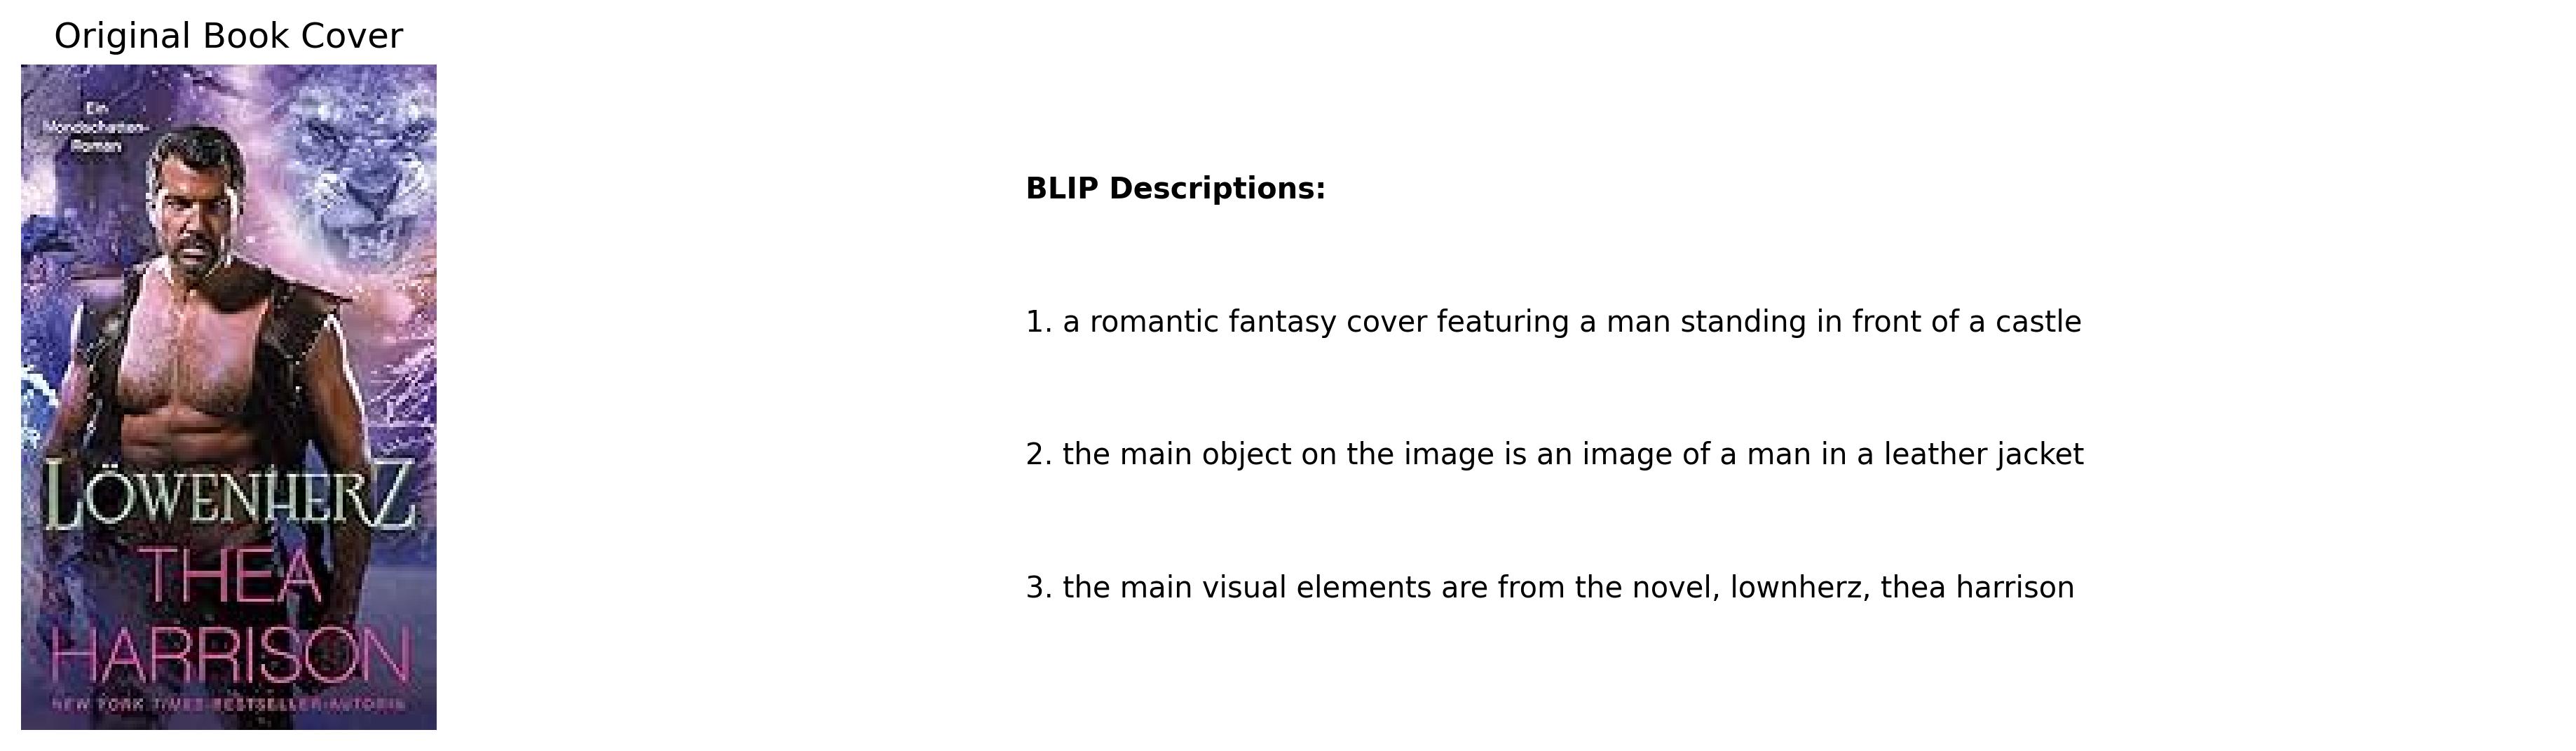 Original Book Cover
Ein
Mondschatten-
Roman
LÖWENHERZ
THEA
HARRISON
NEW YORK TIMES-BESTSELLER-AUTORIN
BLIP Descriptions:
1. a romantic fantasy cover featuring a man standing in front of a castle
2. the main object on the image is an image of a man in a leather jacket
3. the main visual elements are from the novel, lownherz, thea harrison